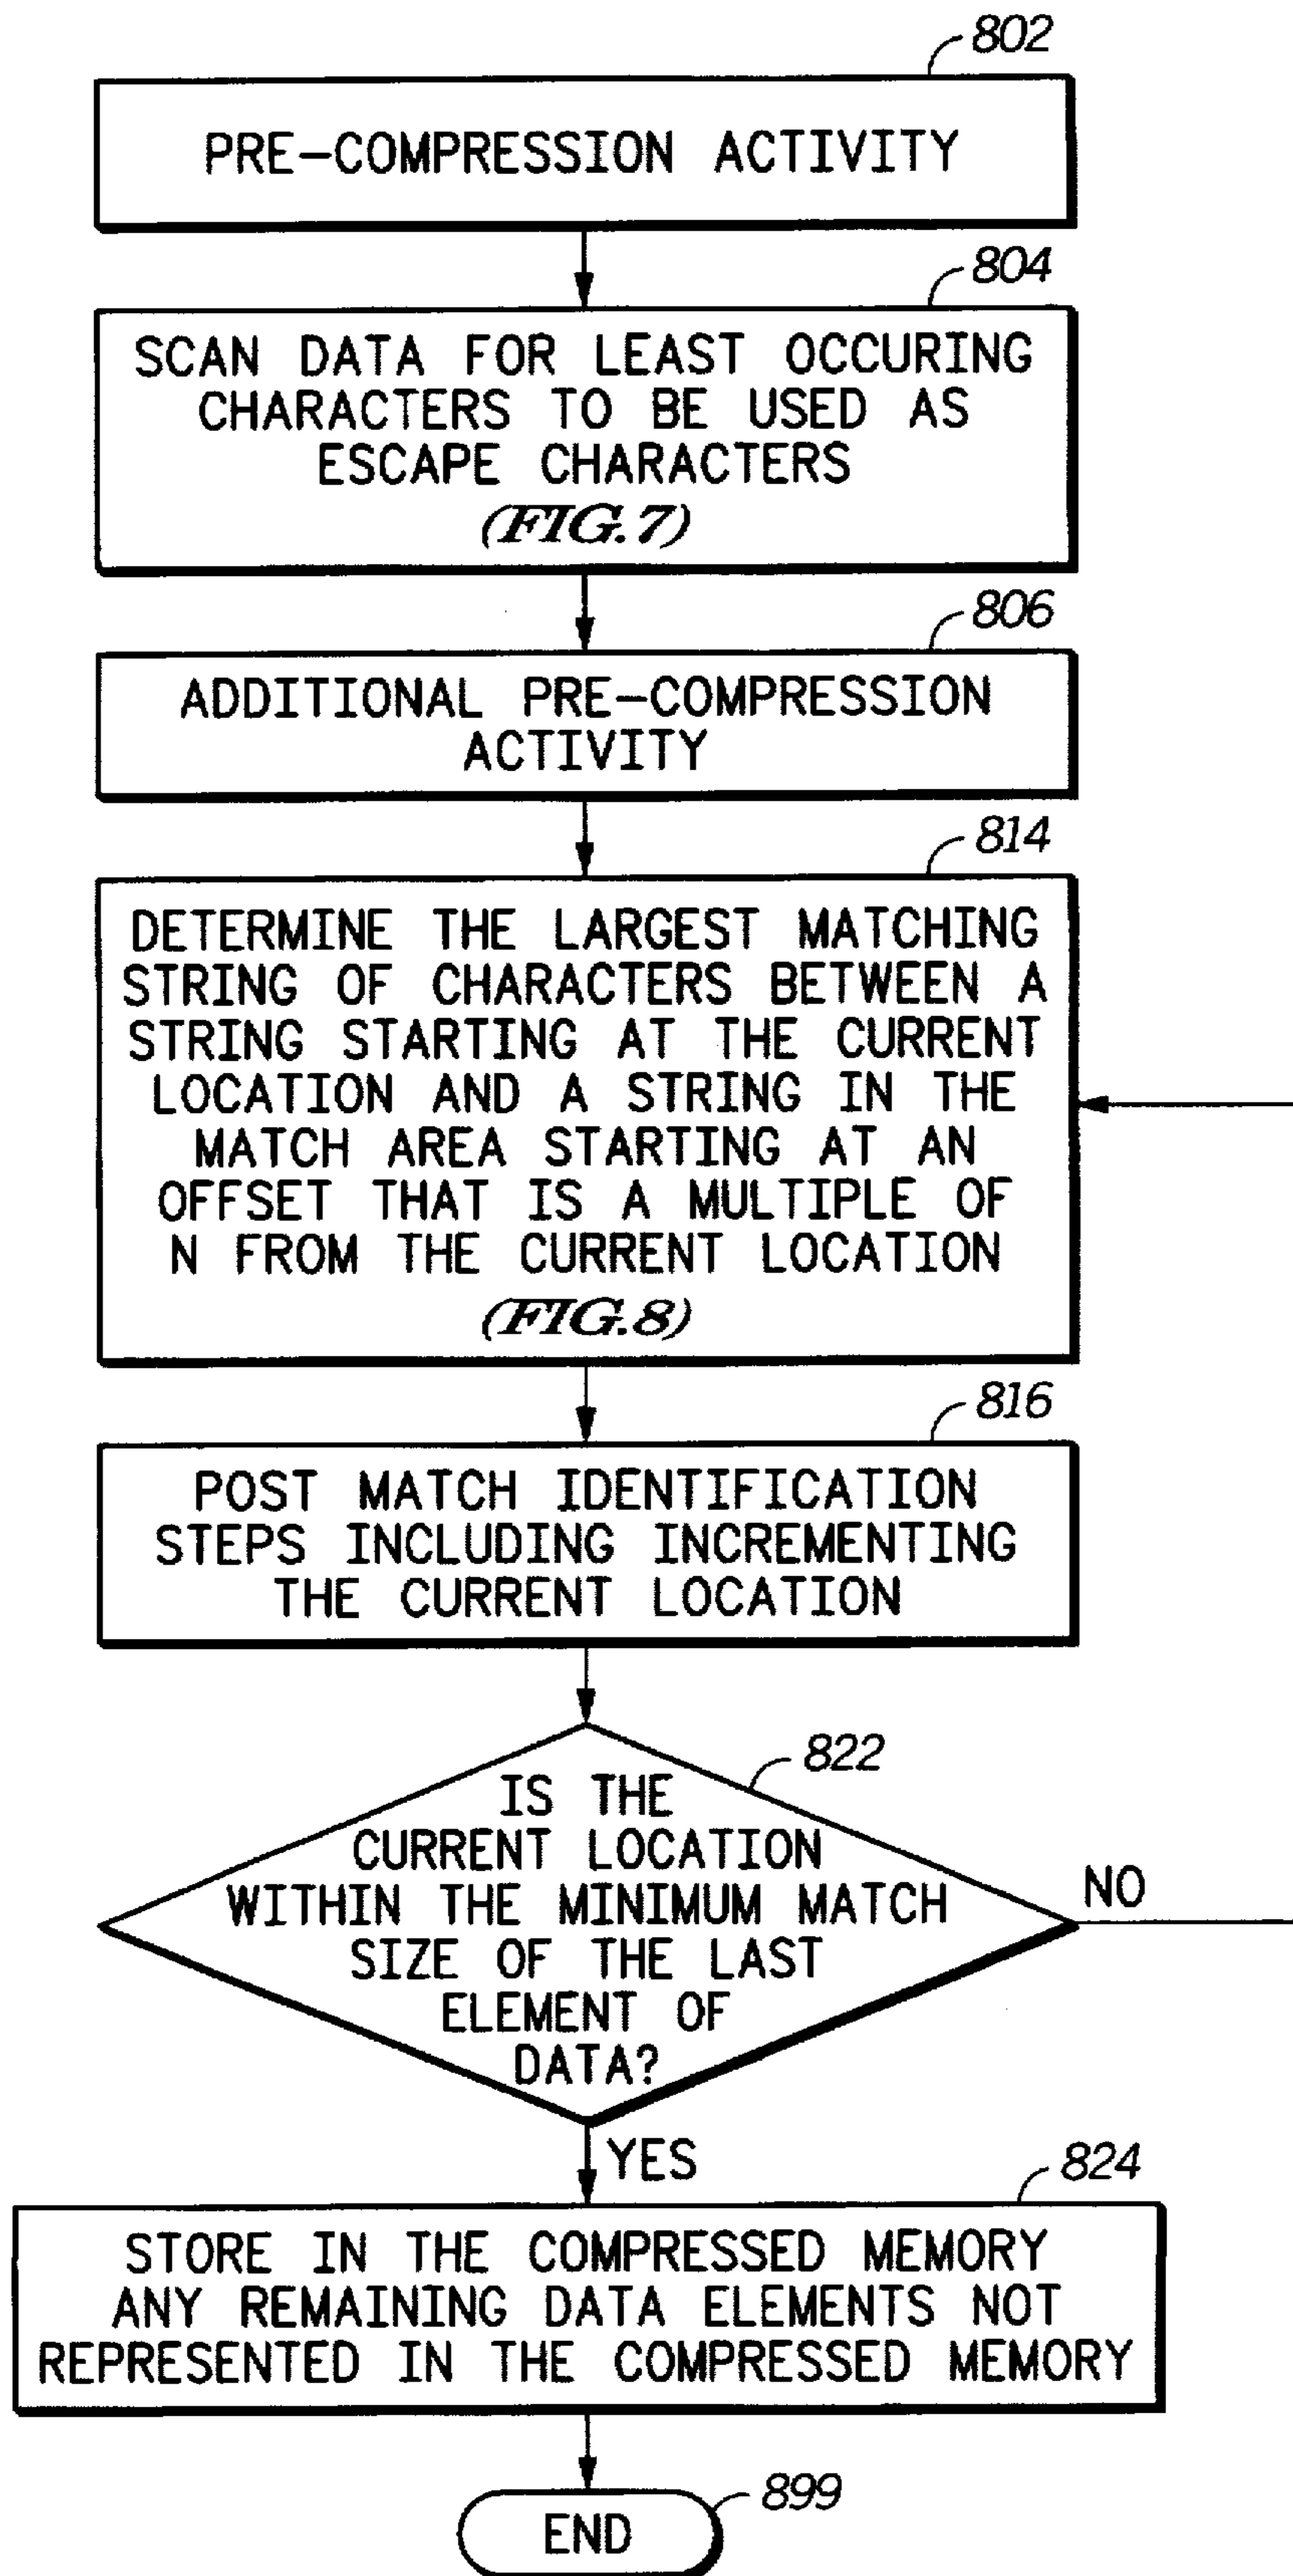 802
PRE-COMPRESSION ACTIVITY
804
SCAN DATA FOR LEAST OCCURING
CHARACTERS TO BE USED AS
ESCAPE CHARACTERS
(FIG.7)
806
ADDITIONAL PRE-COMPRESSION
ACTIVITY
814
DETERMINE THE LARGEST MATCHING
STRING OF CHARACTERS BETWEEN A
STRING STARTING AT THE CURRENT
LOCATION AND A STRING IN THE
MATCH AREA STARTING AT AN
OFFSET THAT IS A MULTIPLE OF
N FROM THE CURRENT LOCATION
(FIG.8)
816
POST MATCH IDENTIFICATION
STEPS INCLUDING INCREMENTING
THE CURRENT LOCATION
822
IS THE
CURRENT LOCATION
WITHIN THE MINIMUM MATCH
SIZE OF THE LAST
ELEMENT OF
DATA?
NO
YES
824
STORE IN THE COMPRESSED MEMORY
ANY REMAINING DATA ELEMENTS NOT
REPRESENTED IN THE COMPRESSED MEMORY
899
END